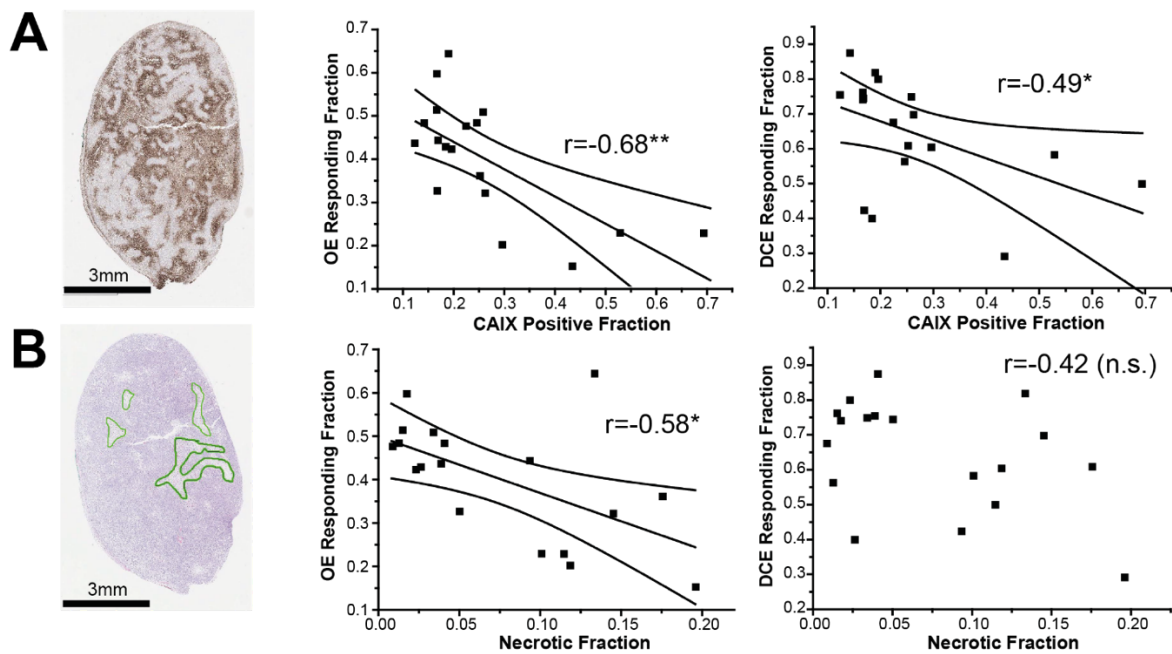 A
3mm
OE Responding Fraction
0.7
0.6
0.5
0.4
0.3
0.2
0.1
r=-0.68**
0.1 0.2 0.3 0.4 0.5 0.6 0.7
CAIX Positive Fraction
DCE Responding Fraction
0.9
0.8
0.7
0.6
0.5
0.4
0.3
0.2
r=-0.49*
0.1 0.2 0.3 0.4 0.5 0.6 0.7
CAIX Positive Fraction
B
3mm
OE Responding Fraction
0.7
0.6
0.5
0.4
0.3
0.2
0.1
r=-0.58*
0.00 0.05 0.10 0.15 0.20
Necrotic Fraction
DCE Responding Fraction
0.9
0.8
0.7
0.6
0.5
0.4
0.3
0.2
r=-0.42 (n.s.)
0.00 0.05 0.10 0.15 0.20
Necrotic Fraction